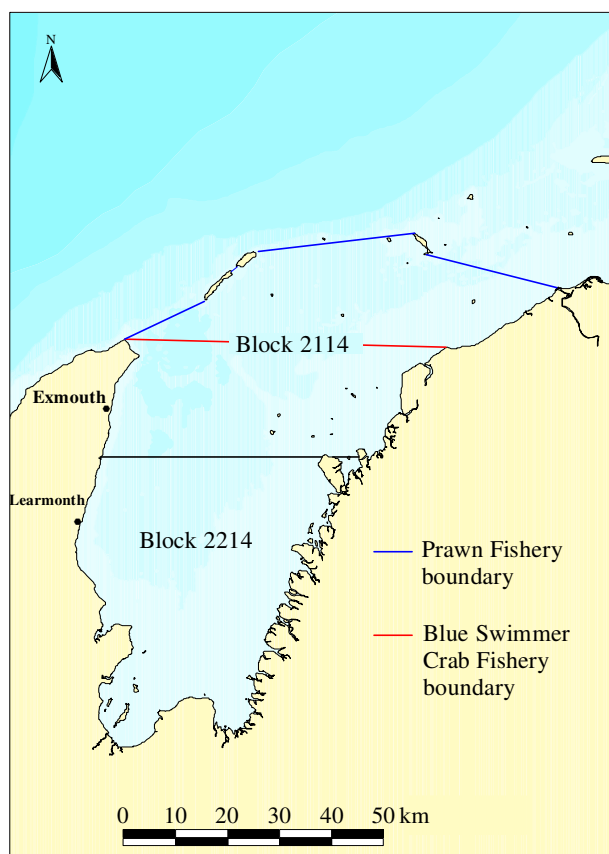 N
Block 2114
Exmouth
Learmonth
Block 2214
Prawn Fishery
boundary
Blue Swimmer
Crab Fishery
boundary
0 10 20 30 40 50 km